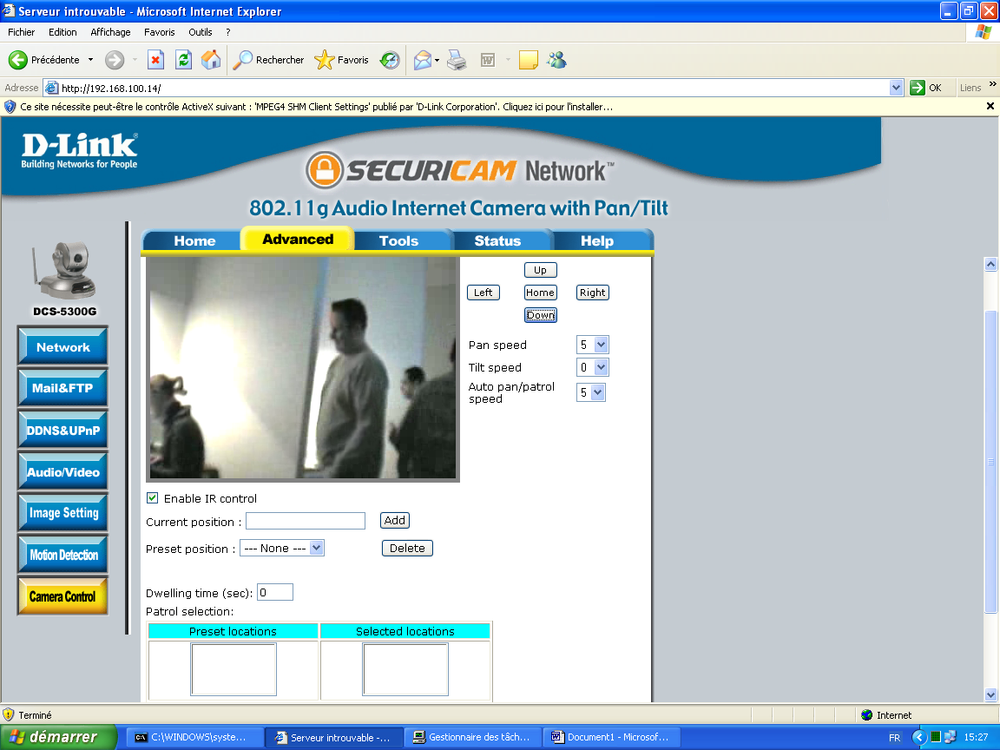 Serveur introuvable - Microsoft Internet Explorer
Fichier Edition Affichage Favoris Outils ?
Précédente Rechercher Favoris
Adresse http://192.168.100.14/ OK Liens »
Ce site nécessite peut-être le contrôle ActiveX suivant : 'MPEG4 SHM Client Settings' publié par 'D-Link Corporation'. Cliquez ici pour l'installer...
D-Link®
Building Networks for People
SECURICAM Network™
802.11g Audio Internet Camera with Pan/Tilt
Home Advanced Tools Status Help
DCS-5300G
Network
Mail&FTP
DDNS&UPnP
Audio/Video
Image Setting
Motion Detection
Camera Control
Up
Left Home Right
Down
Pan speed 5
Tilt speed 0
Auto pan/patrol speed 5
Enable IR control
Current position : Add
Preset position : --- None --- Delete
Dwelling time (sec): 0
Patrol selection:
Preset locations Selected locations
Terminé Internet
démarrer C:\WINDOWS\syste... Serveur introuvable -... Gestionnaire des tâch... Document1 - Microsof... FR 15:27